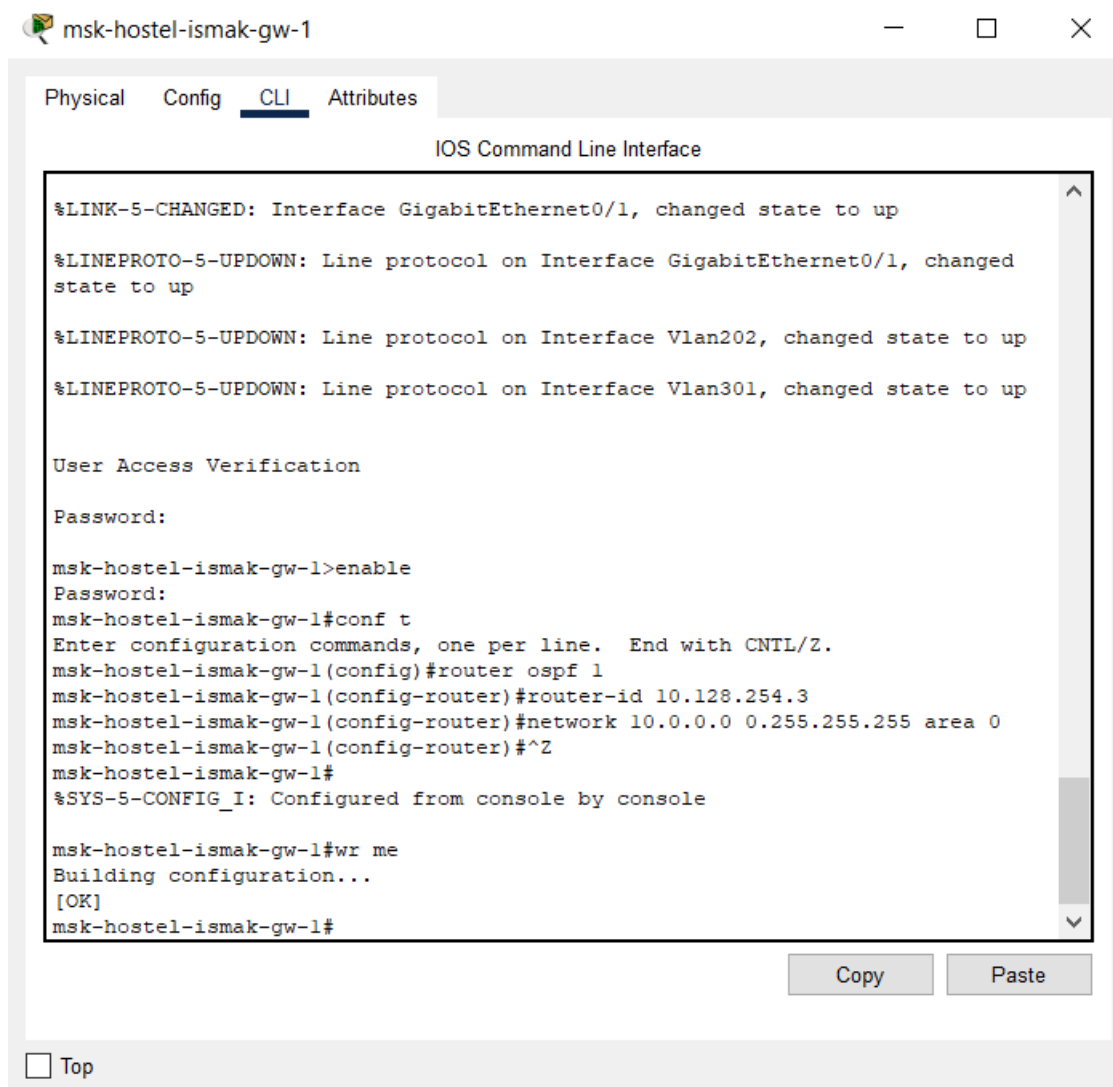 msk-hostel-ismak-gw-1
Physical Config CLI Attributes
IOS Command Line Interface
%LINK-5-CHANGED: Interface GigabitEthernet0/1, changed state to up
%LINEPROTO-5-UPDOWN: Line protocol on Interface GigabitEthernet0/1, changed
state to up
%LINEPROTO-5-UPDOWN: Line protocol on Interface Vlan202, changed state to up
%LINEPROTO-5-UPDOWN: Line protocol on Interface Vlan301, changed state to up
User Access Verification
Password:
msk-hostel-ismak-gw-1>enable
Password:
msk-hostel-ismak-gw-1#conf t
Enter configuration commands, one per line.  End with CNTL/Z.
msk-hostel-ismak-gw-1(config)#router ospf 1
msk-hostel-ismak-gw-1(config-router)#router-id 10.128.254.3
msk-hostel-ismak-gw-1(config-router)#network 10.0.0.0 0.255.255.255 area 0
msk-hostel-ismak-gw-1(config-router)#^Z
msk-hostel-ismak-gw-1#
%SYS-5-CONFIG_I: Configured from console by console
msk-hostel-ismak-gw-1#wr me
Building configuration...
[OK]
msk-hostel-ismak-gw-1#
Copy Paste
Top